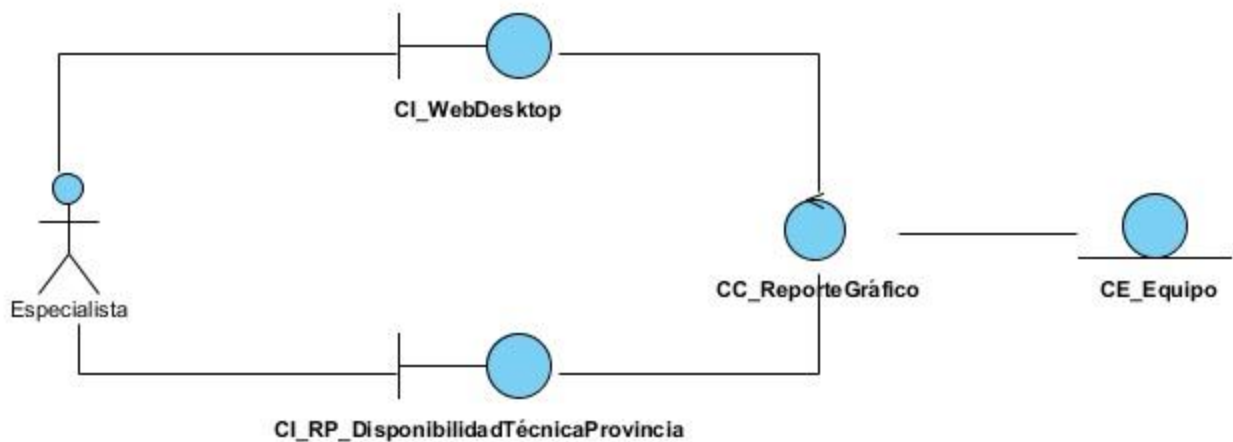 CI_WebDesktop
Especialista
CC_ReporteGráfico
CE_Equipo
CI_RP_DisponibilidadTécnicaProvincia